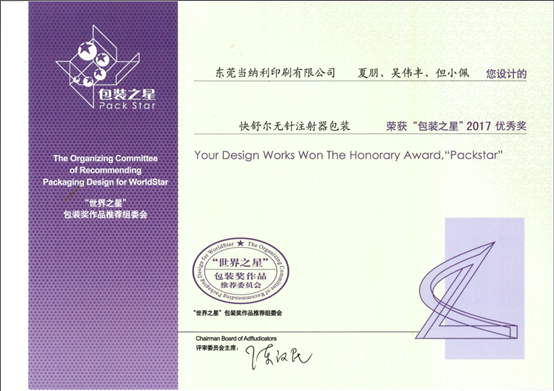 包装之星
Pack Star
The Organizing Committee
of Recommending
Packaging Design for WorldStar
“世界之星”
包装奖作品推荐组委会
东莞当纳利印刷有限公司 夏朋、吴伟丰、但小佩 您设计的
快舒尔无针注射器包装 荣获“包装之星”2017 优秀奖
Your Design Works Won The Honorary Award,“Packstar”
The Organizing Committee of Recommending Packaging Design for WorldStar
“世界之星”
包装奖作品
推荐委员会
“世界之星”包装奖作品推荐组委会
Chairman Board of Adftudicators
评审委员会主席: